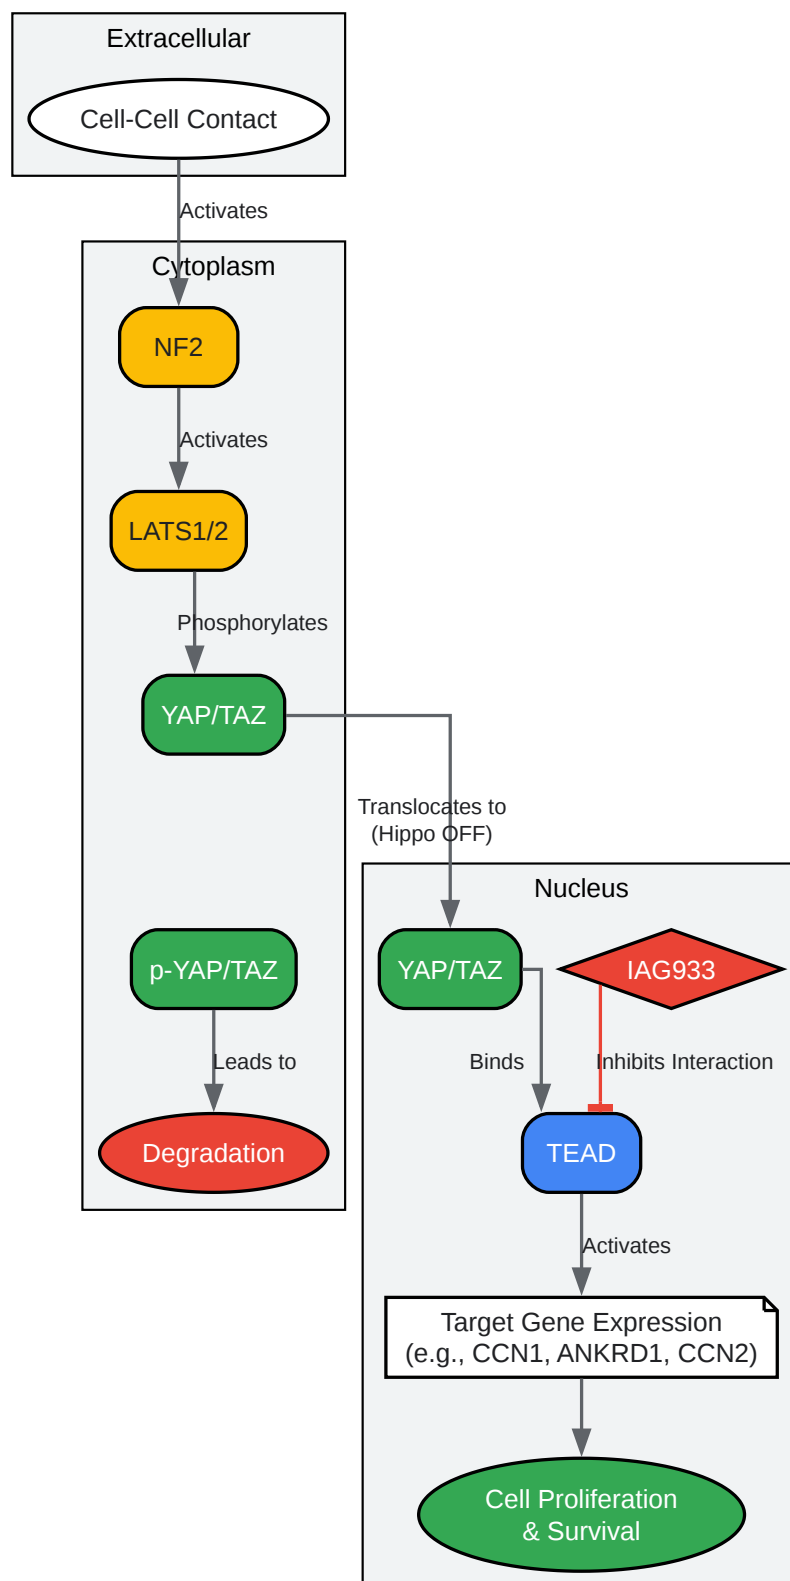 Extracellular
Cell-Cell Contact
Activates
Cytoplasm
NF2
Activates
LATS1/2
Phosphorylates
YAP/TAZ
Translocates to
(Hippo OFF)
Nucleus
p-YAP/TAZ
YAP/TAZ
IAG933
Leads to
Binds
Inhibits Interaction
Degradation
TEAD
Activates
Target Gene Expression
(e.g., CCN1, ANKRD1, CCN2)
Cell Proliferation
& Survival